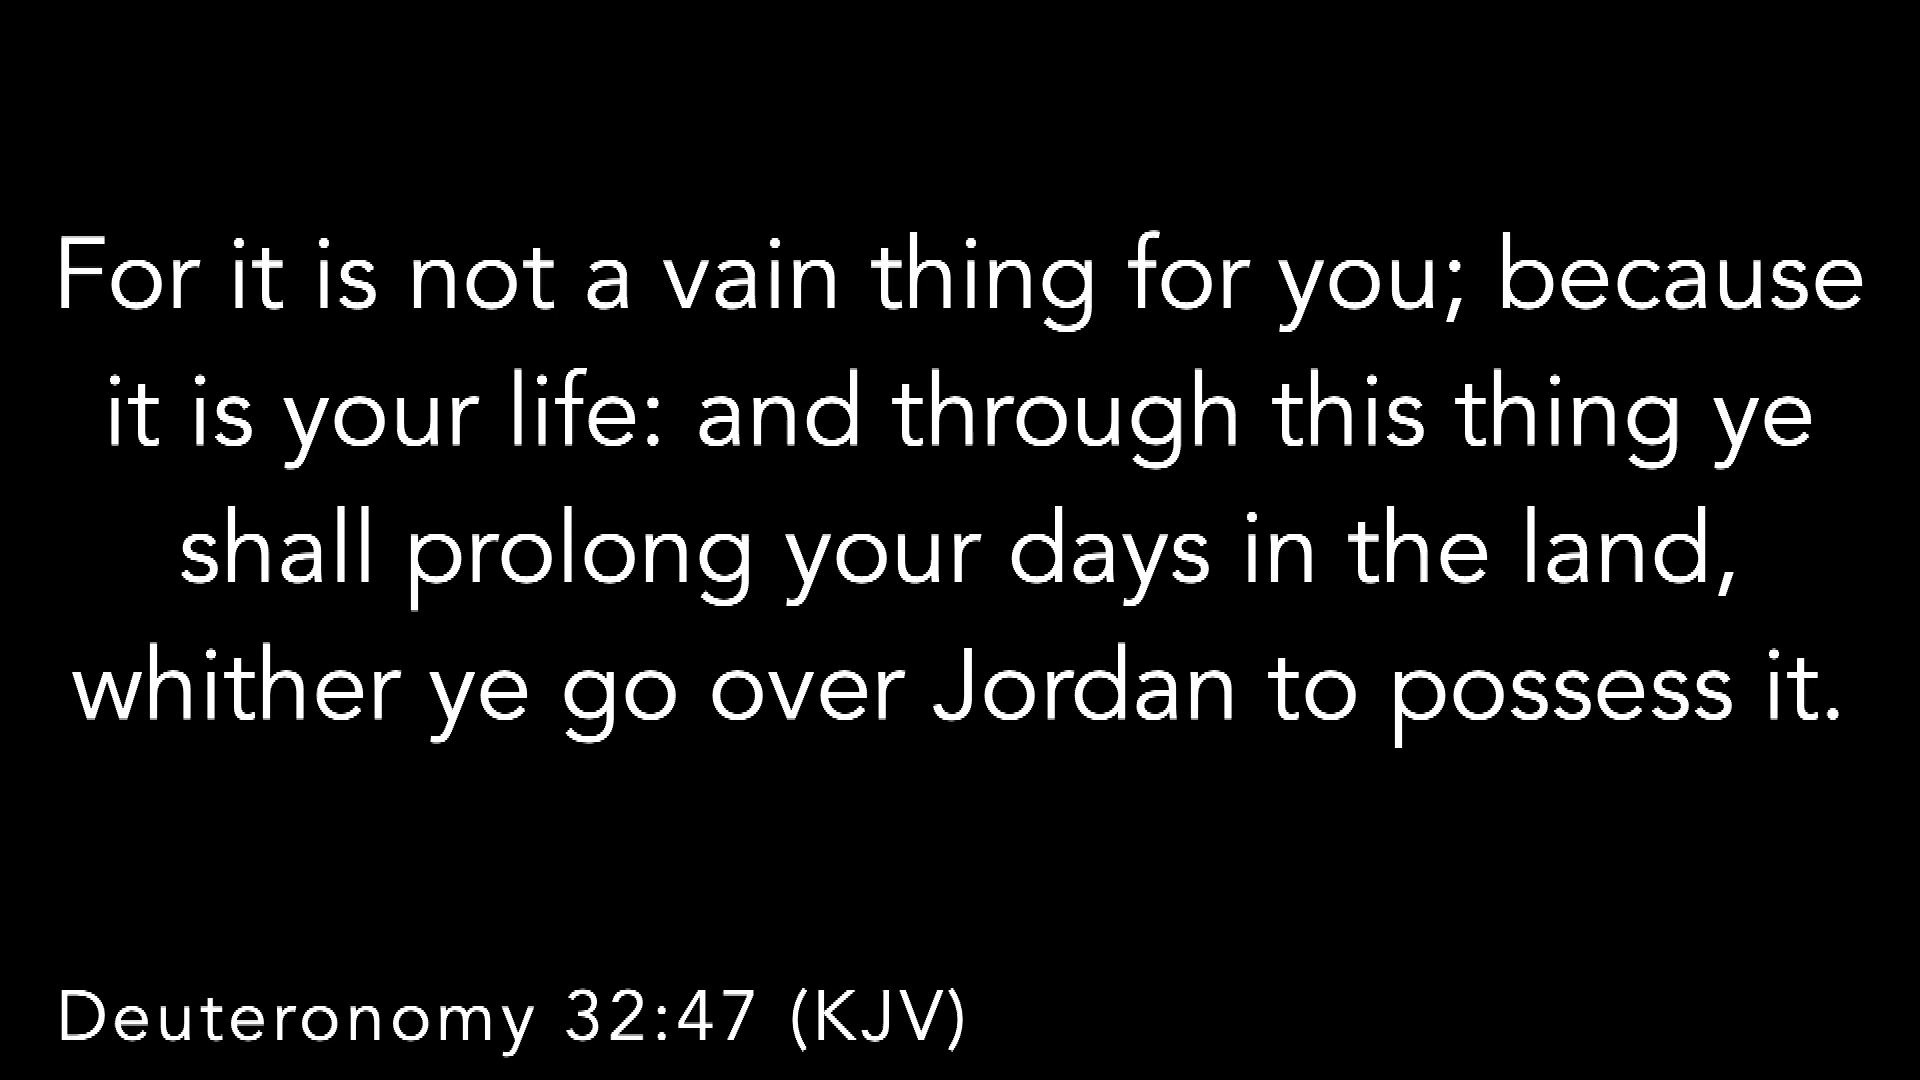 For it is not a vain thing for you; because
it is your life: and through this thing ye
shall prolong your days in the land,
whither ye go over Jordan to possess it.
Deuteronomy 32:47 (KJV)